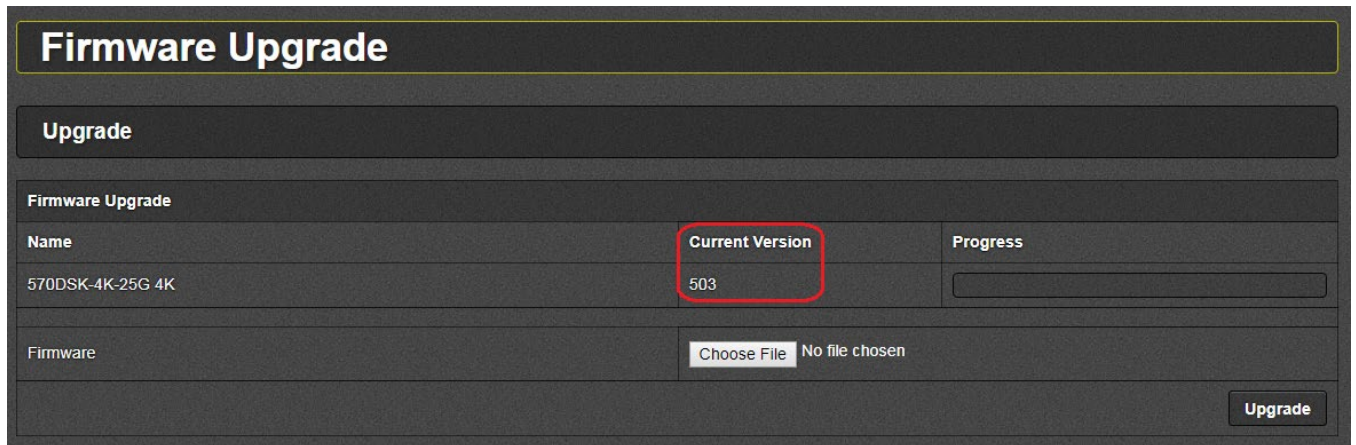 Firmware Upgrade
Upgrade
Firmware Upgrade
Name Current Version Progress
570DSK-4K-25G 4K 503
Firmware Choose File No file chosen
Upgrade